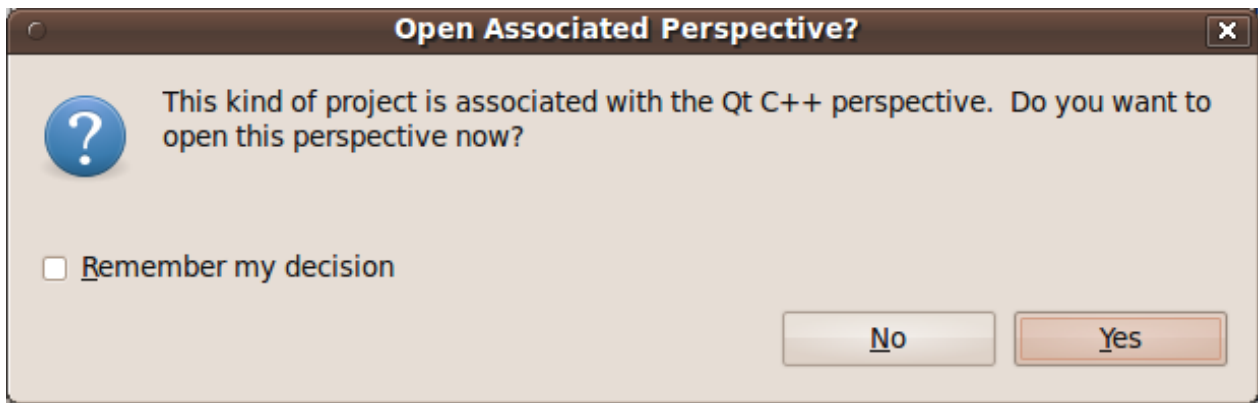 Open Associated Perspective?
This kind of project is associated with the Qt C++ perspective.  Do you want to
open this perspective now?
Remember my decision
No
Yes